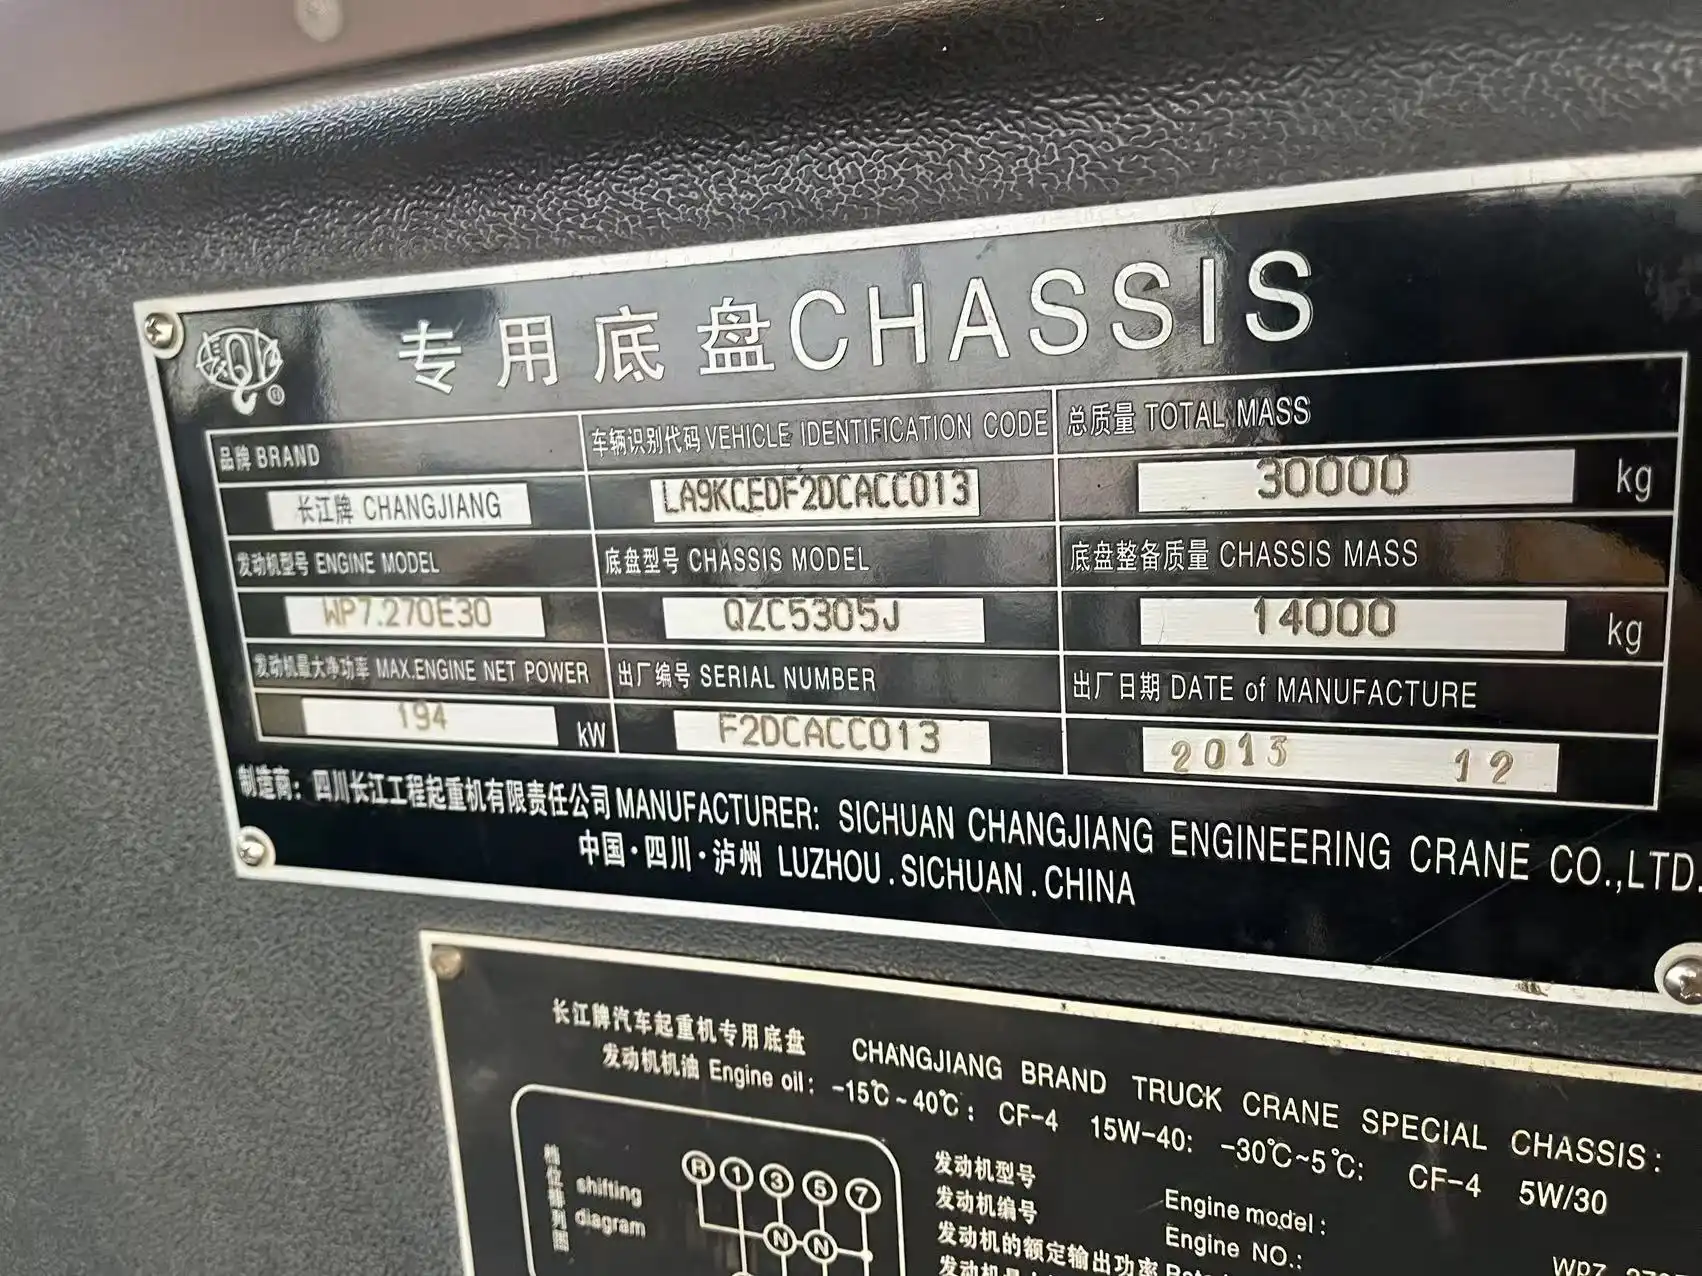 专用底盘CHASSIS
品牌 BRAND 车辆识别代码 VEHICLE IDENTIFICATION CODE 总质量 TOTAL MASS
长江牌 CHANGJIANG LA9KCEDF2DCACC013 30000 kg
发动机型号 ENGINE MODEL 底盘型号 CHASSIS MODEL 底盘整备质量 CHASSIS MASS
WP7.270E30 QZC5305J 14000 kg
发动机最大净功率 MAX.ENGINE NET POWER 出厂编号 SERIAL NUMBER 出厂日期 DATE of MANUFACTURE
194 kW F2DCACC013 2013 12
制造商：四川长江工程起重机有限责任公司 MANUFACTURER: SICHUAN CHANGJIANG ENGINEERING CRANE CO.,LTD.
中国·四川·泸州 LUZHOU.SICHUAN.CHINA
长江牌汽车起重机专用底盘 CHANGJIANG BRAND TRUCK CRANE SPECIAL CHASSIS:
发动机机油 Engine oil: -15℃~40℃: CF-4 15W-40: -30℃~5℃: CF-4 5W/30
档位排列图 shifting diagram
R 1 3 5 7
N N
发动机型号 Engine model:
发动机编号 Engine NO.:
发动机的额定输出功率